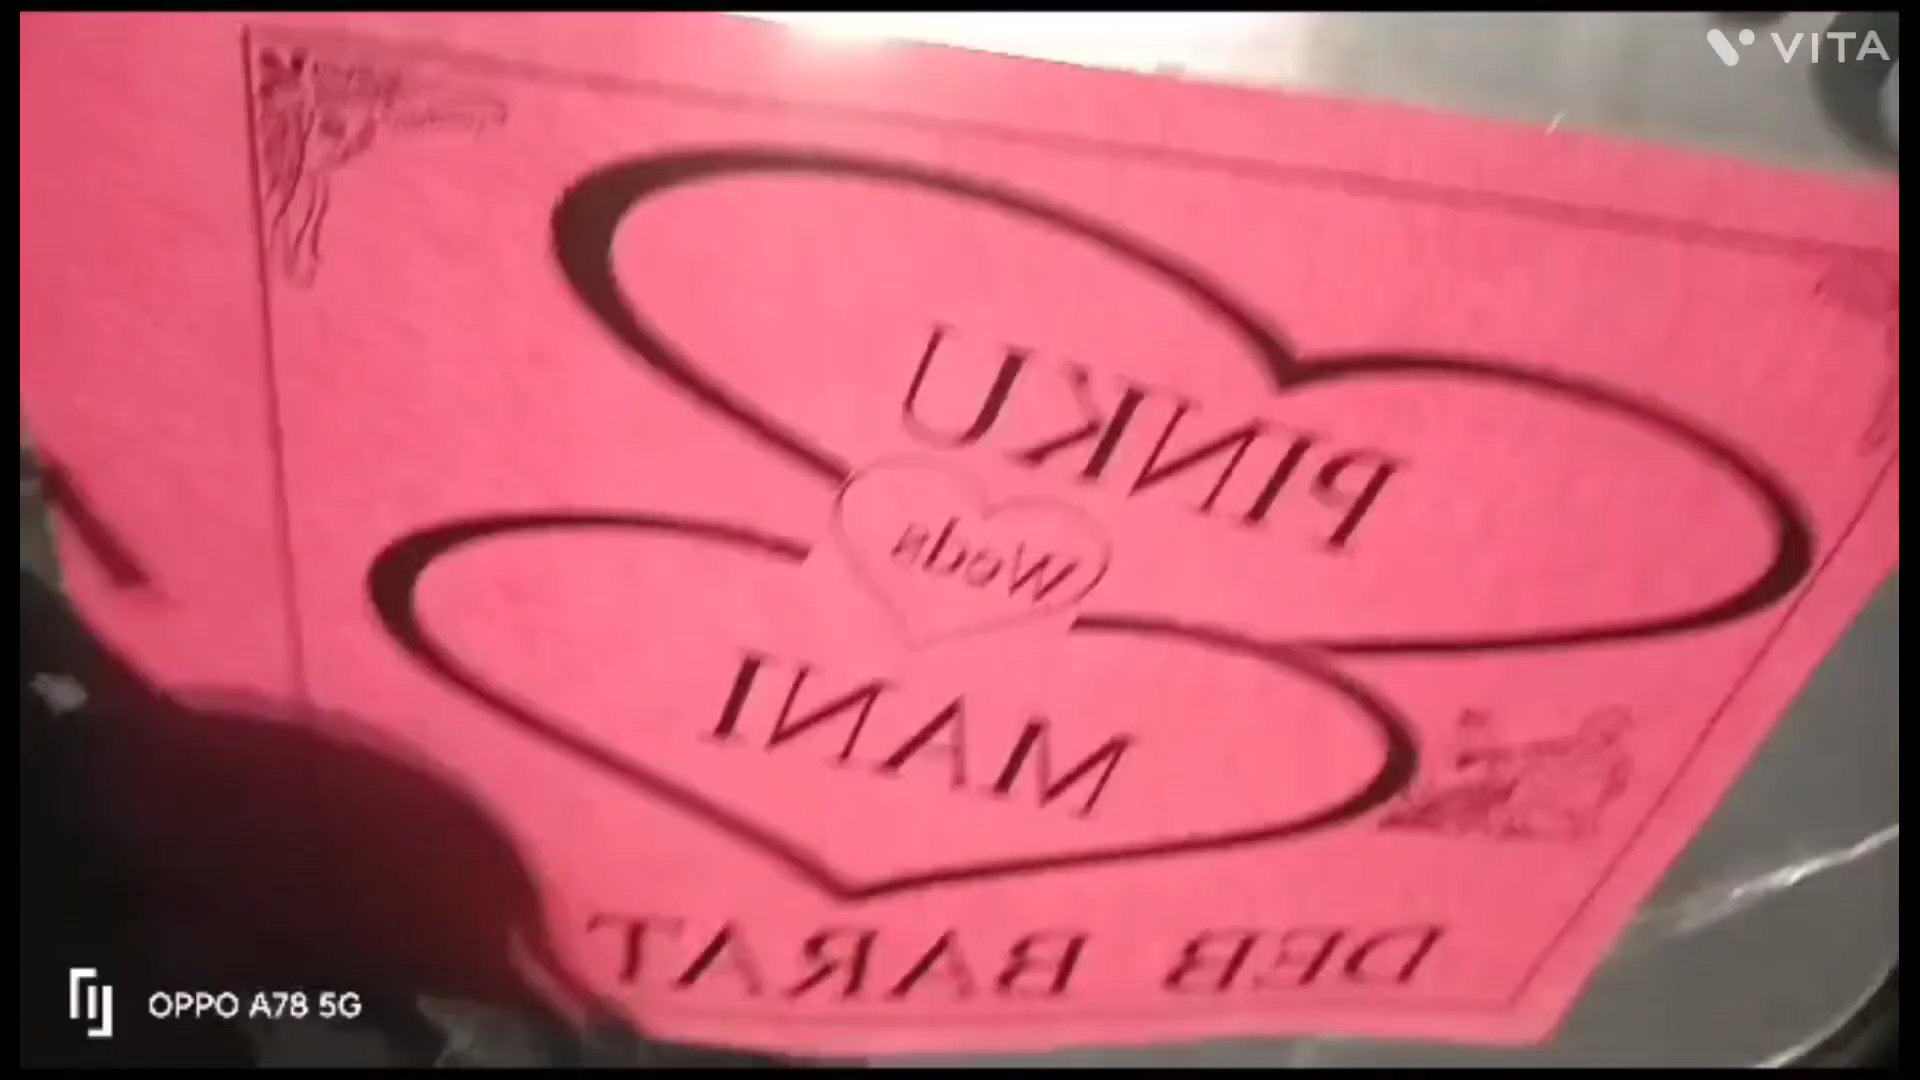 VITA
PINKU
Weds
MANI
DEB BARAT
OPPO A78 5G